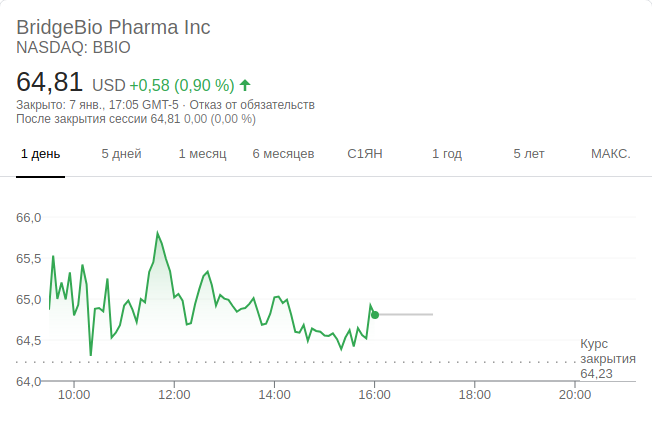 BridgeBio Pharma Inc
NASDAQ: BBIO
64,81 USD +0,58 (0,90 %)
Закрыто: 7 янв., 17:05 GMT-5 · Отказ от обязательств
После закрытия сессии 64,81 0,00 (0,00 %)
1 день 5 дней 1 месяц 6 месяцев С1ЯН 1 год 5 лет МАКС.
66,0
65,5
65,0
64,5
Курс
закрытия
64,23
64,0
10:00 12:00 14:00 16:00 18:00 20:00